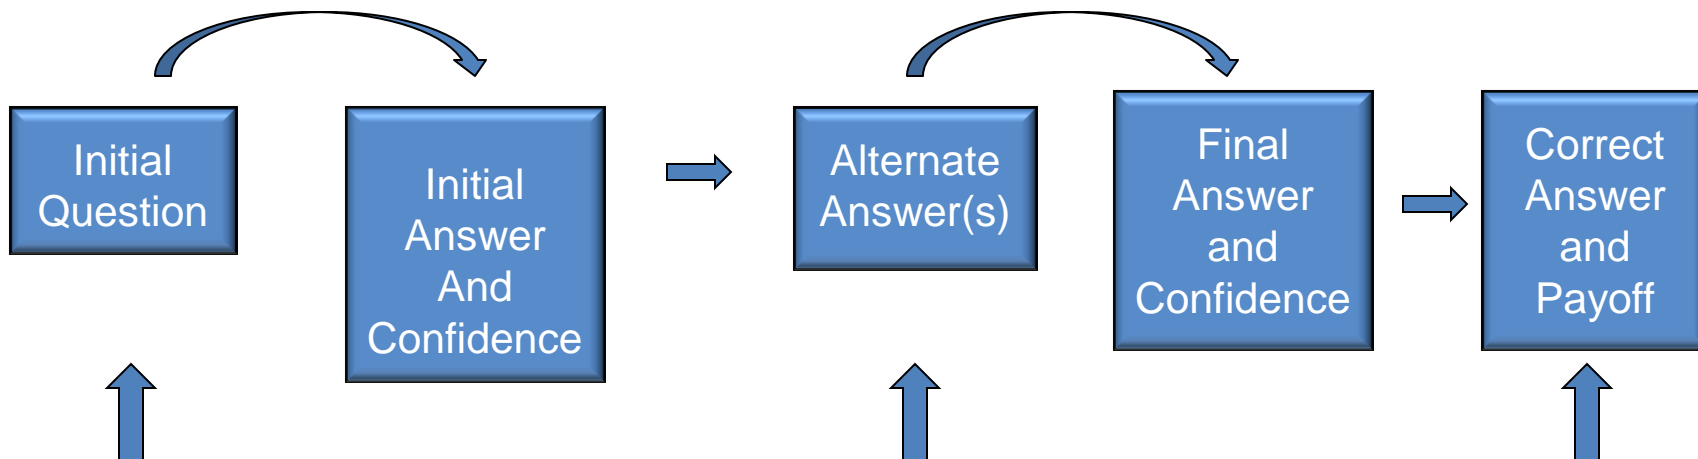 Initial
Question
Initial
Answer
And
Confidence
Alternate
Answer(s)
Final
Answer
and
Confidence
Correct
Answer
and
Payoff